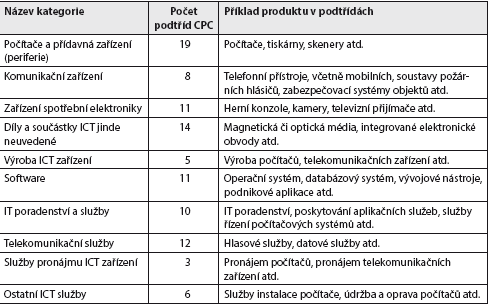 Název kategorie Počet podtříd CPC Příklad produktu v podtřídách
Počítače a přídavná zařízení (periferie) 19 Počítače, tiskárny, skenery atd.
Komunikační zařízení 8 Telefonní přístroje, včetně mobilních, soustavy požár-
ních hlásičů, zabezpečovací systémy objektů atd.
Zařízení spotřební elektroniky 11 Herní konzole, kamery, televizní přijímače atd.
Díly a součástky ICT jinde neuvedené 14 Magnetická či optická média, integrované elektronické
obvody atd.
Výroba ICT zařízení 5 Výroba počítačů, telekomunikačních zařízení atd.
Software 11 Operační systém, databázový systém, vývojové nástroje,
podnikové aplikace atd.
IT poradenství a služby 10 IT poradenství, poskytování aplikačních služeb, služby
řízení počítačových systémů atd.
Telekomunikační služby 12 Hlasové služby, datové služby atd.
Služby pronájmu ICT zařízení 3 Pronájem počítačů, pronájem telekomunikačních
zařízení atd.
Ostatní ICT služby 6 Služby instalace počítače, údržba a oprava počítačů atd.